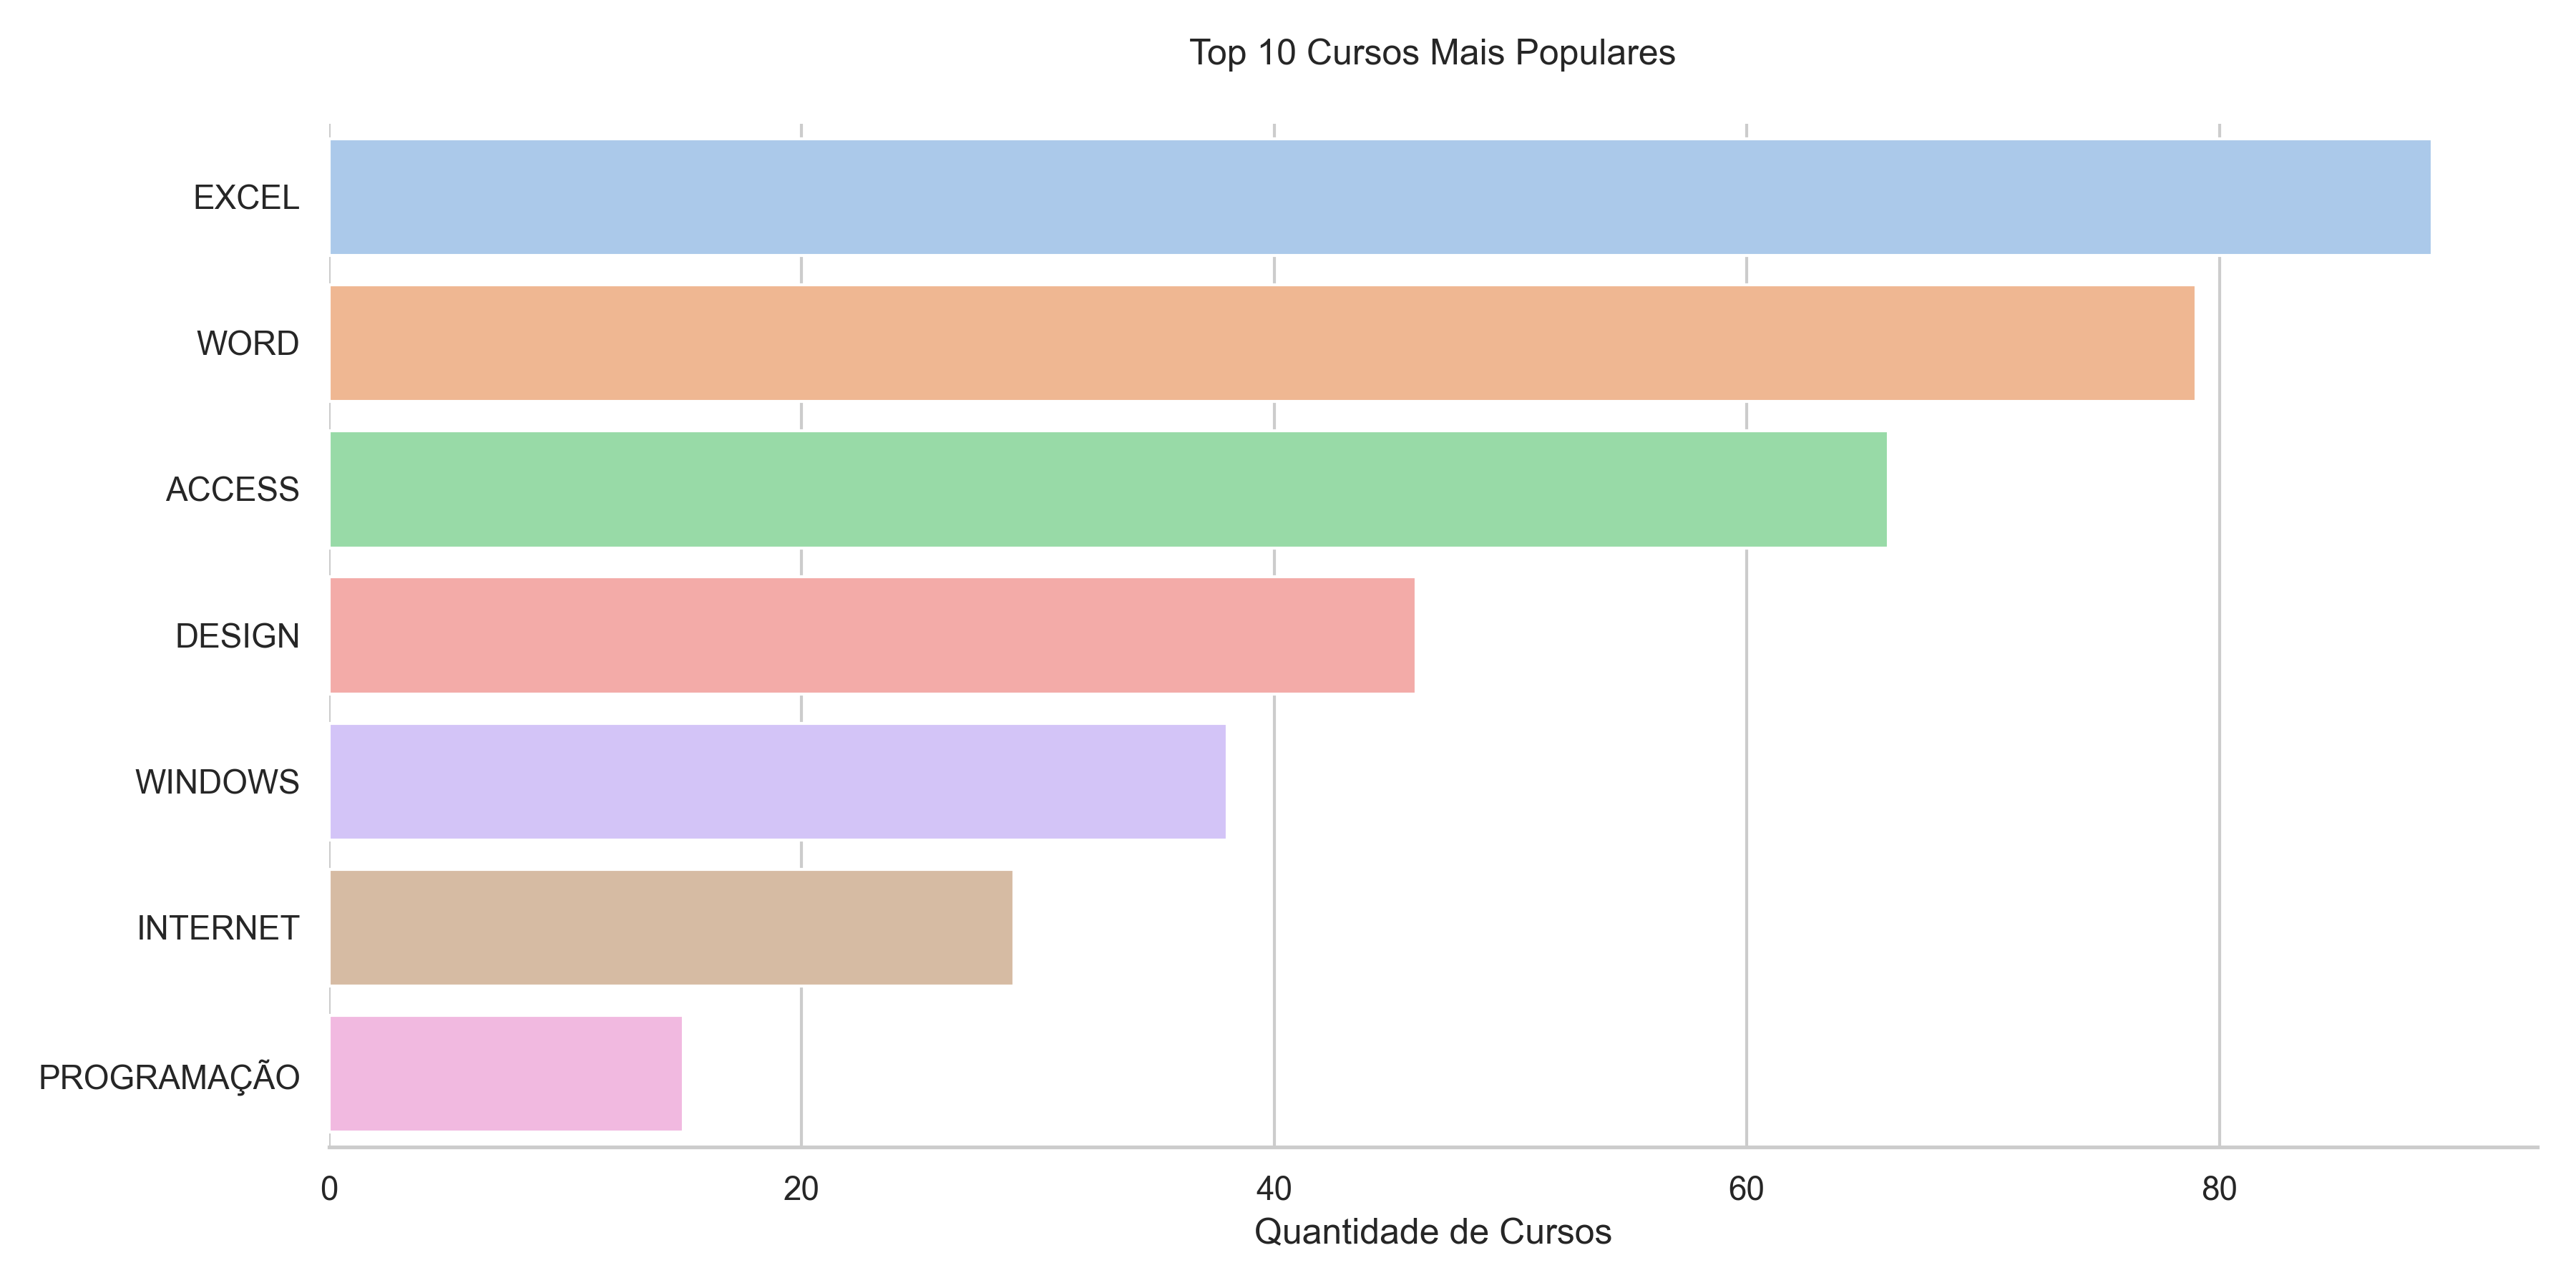 Top 10 Cursos Mais Populares
EXCEL
WORD
ACCESS
DESIGN
WINDOWS
INTERNET
PROGRAMAÇÃO
0 20 40 60 80
Quantidade de Cursos